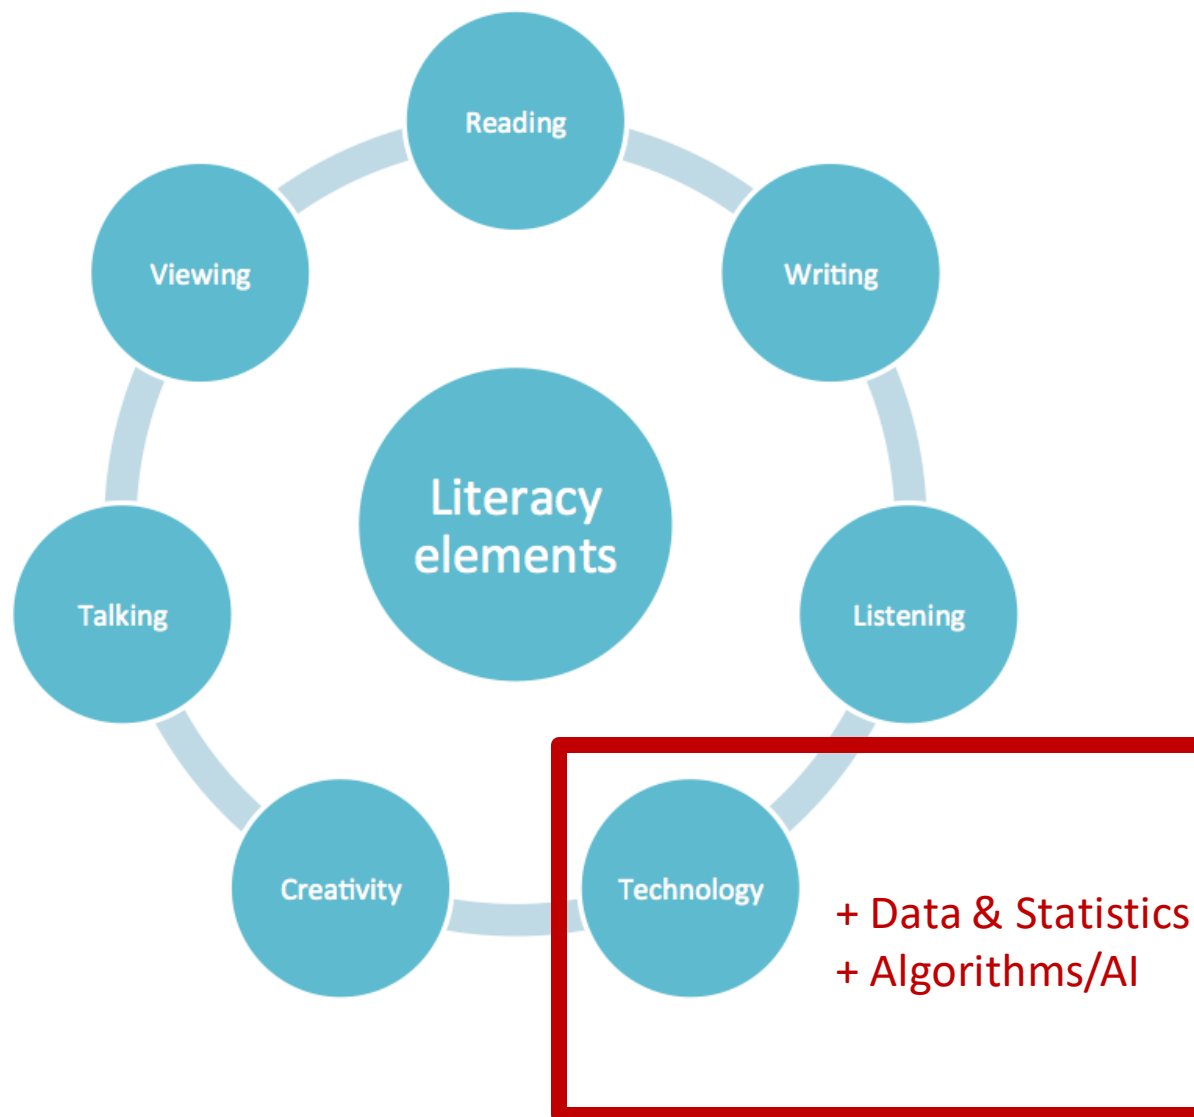 Reading
Viewing
Writing
Literacy
elements
Talking
Listening
Creativity
Technology
+ Data & Statistics
+ Algorithms/AI